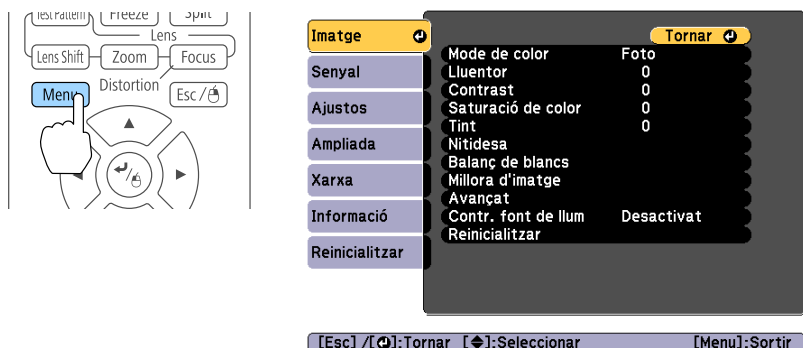 Test Pattern Freeze Split
Lens
Lens Shift Zoom Focus
Distortion
Menu Esc /
Imatge Tornar
Senyal
Ajustos
Ampliada
Xarxa
Informació
Reinicialitzar
Mode de color Foto
Lluentor 0
Contrast 0
Saturació de color 0
Tint 0
Nitidesa
Balanç de blancs
Millora d'imatge
Avançat
Contr. font de llum Desactivat
Reinicialitzar
[Esc] /[ ]:Tornar [ ]:Seleccionar [Menu]:Sortir